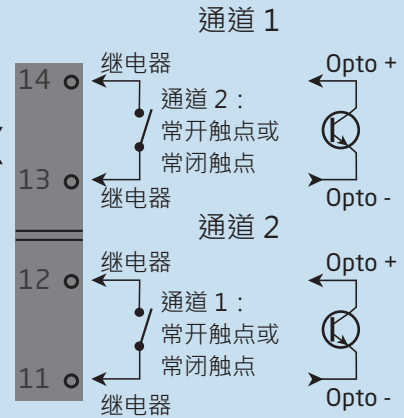 通道 1
继电器
Opto +
14
通道 2：
常开触点或
常闭触点
13
继电器
Opto -
通道 2
继电器
Opto +
12
通道 1：
常开触点或
常闭触点
11
继电器
Opto -